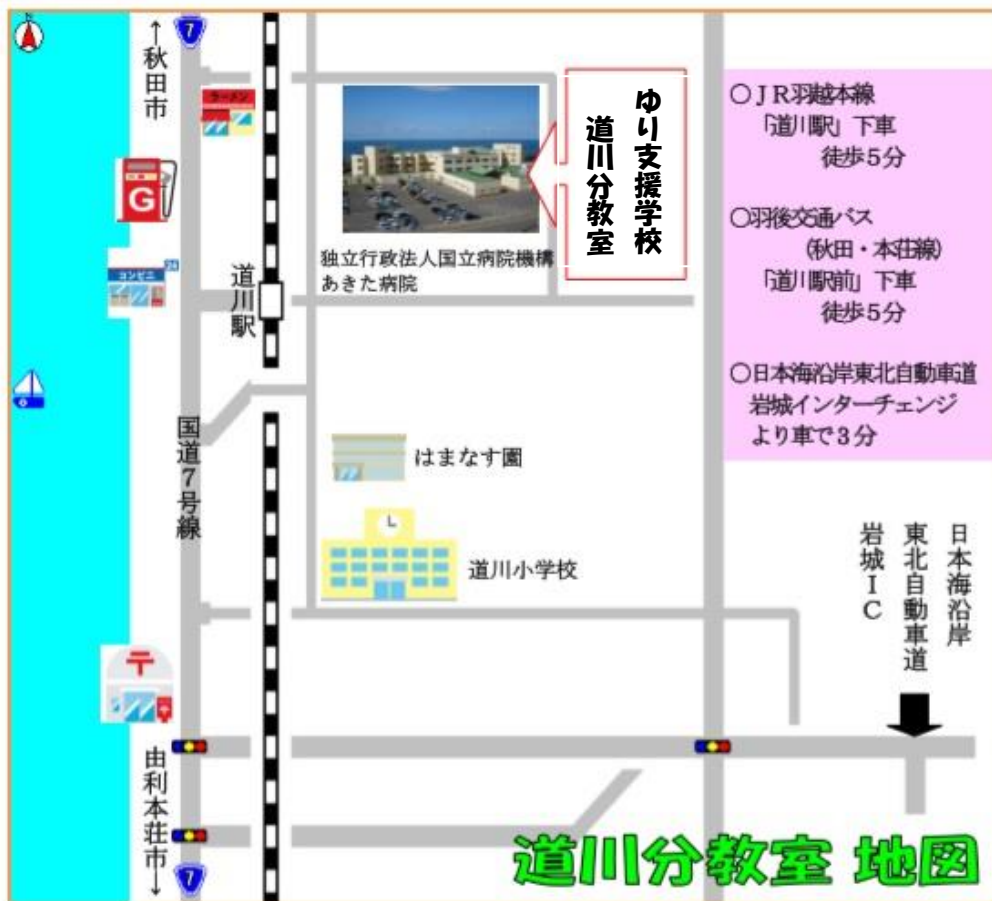 N
7
↑秋田市
ラーメン
G
コンビニ
24
道川駅
独立行政法人国立病院機構
あきた病院
ゆり支援学校
道川分教室
○JR羽越本線
「道川駅」下車
徒歩5分
○羽後交通バス
(秋田・本荘線)
「道川駅前」下車
徒歩5分
○日本海沿岸東北自動車道
岩城インターチェンジ
より車で3分
国道7号線
はまなす園
道川小学校
日本海沿岸
東北自動車道
岩城IC
〒
由利本荘市↓
7
道川分教室 地図